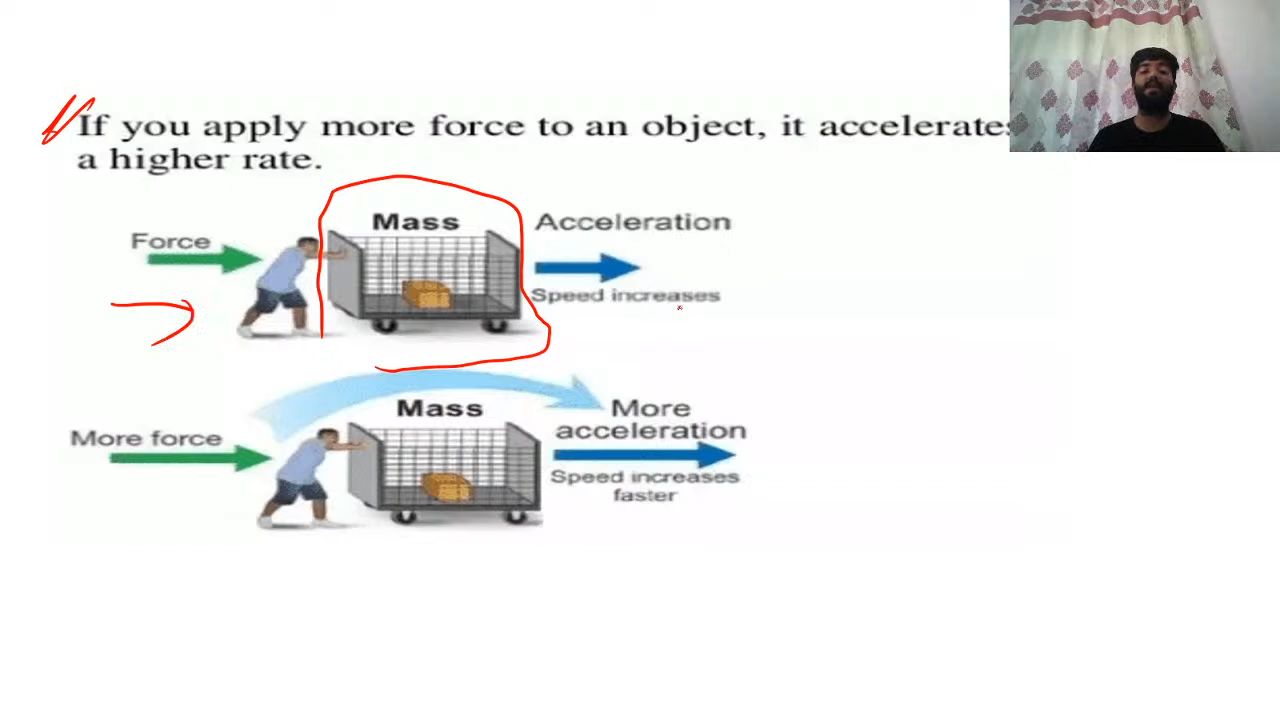 If you apply more force to an object, it accelerates
a higher rate.
Mass
Acceleration
Force
Speed increases
Mass
More
acceleration
More force
Speed increases
faster